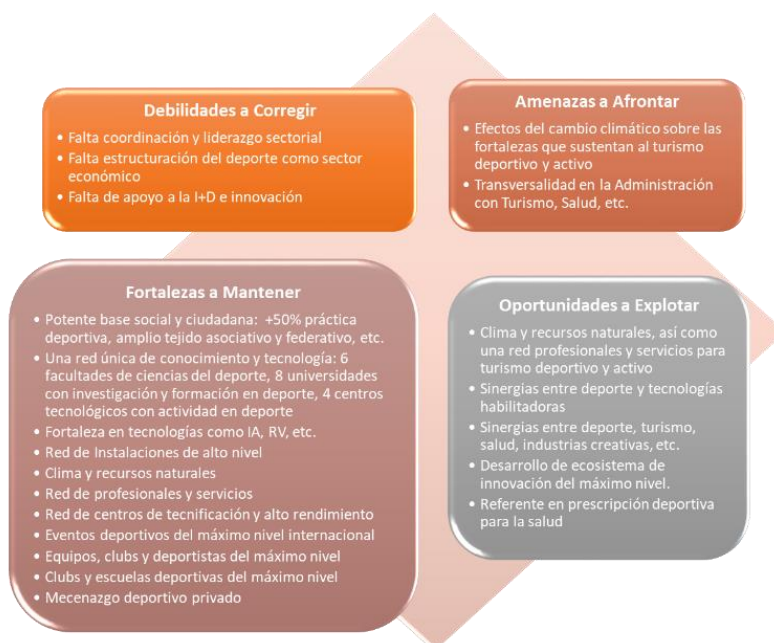 Debilidades a Corregir
• Falta coordinación y liderazgo sectorial
• Falta estructuración del deporte como sector
económico
• Falta de apoyo a la I+D e innovación
Amenazas a Afrontar
• Efectos del cambio climático sobre las
fortalezas que sustentan al turismo
deportivo y activo
• Transversalidad en la Administración
con Turismo, Salud, etc.
Fortalezas a Mantener
• Potente base social y ciudadana: +50% práctica
deportiva, amplio tejido asociativo y federativo, etc.
• Una red única de conocimiento y tecnología: 6
facultades de ciencias del deporte, 8 universidades
con investigación y formación en deporte, 4 centros
tecnológicos con actividad en deporte
• Fortaleza en tecnologías como IA, RV, etc.
• Red de Instalaciones de alto nivel
• Clima y recursos naturales
• Red de profesionales y servicios
• Red de centros de tecnificación y alto rendimiento
• Eventos deportivos del máximo nivel internacional
• Equipos, clubs y deportistas del máximo nivel
• Clubs y escuelas deportivas del máximo nivel
• Mecenazgo deportivo privado
Oportunidades a Explotar
• Clima y recursos naturales, así como
una red profesionales y servicios para
turismo deportivo y activo
• Sinergias entre deporte y tecnologías
habilitadoras
• Sinergias entre deporte, turismo,
salud, industrias creativas, etc.
• Desarrollo de ecosistema de
innovación del máximo nivel.
• Referente en prescripción deportiva
para la salud